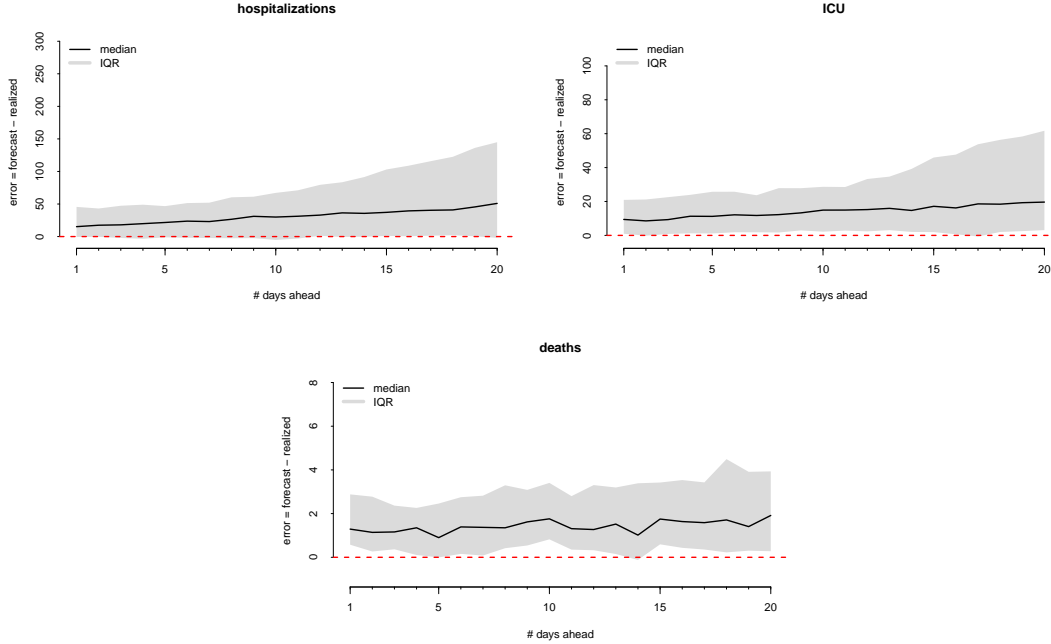 hospitalizations
median
IQR
error = forecast − realized
0
50
100
150
200
250
300
1
5
10
15
20
# days ahead
ICU
median
IQR
error = forecast − realized
0
20
40
60
80
100
1
5
10
15
20
# days ahead
deaths
median
IQR
error = forecast − realized
0
2
4
6
8
1
5
10
15
20
# days ahead